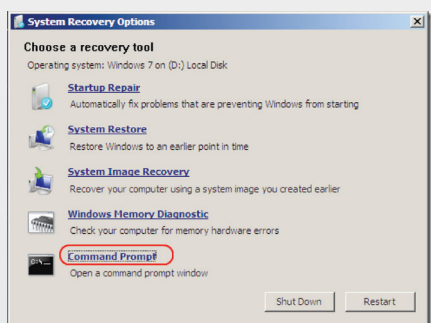 System Recovery Options
Choose a recovery tool
Operating system: Windows 7 on (D:) Local Disk
Startup Repair
Automatically fix problems that are preventing Windows from starting
System Restore
Restore Windows to an earlier point in time
System Image Recovery
Recover your computer using a system image you created earlier
Windows Memory Diagnostic
Check your computer for memory hardware errors
C:\_
Command Prompt
Open a command prompt window
Shut Down
Restart